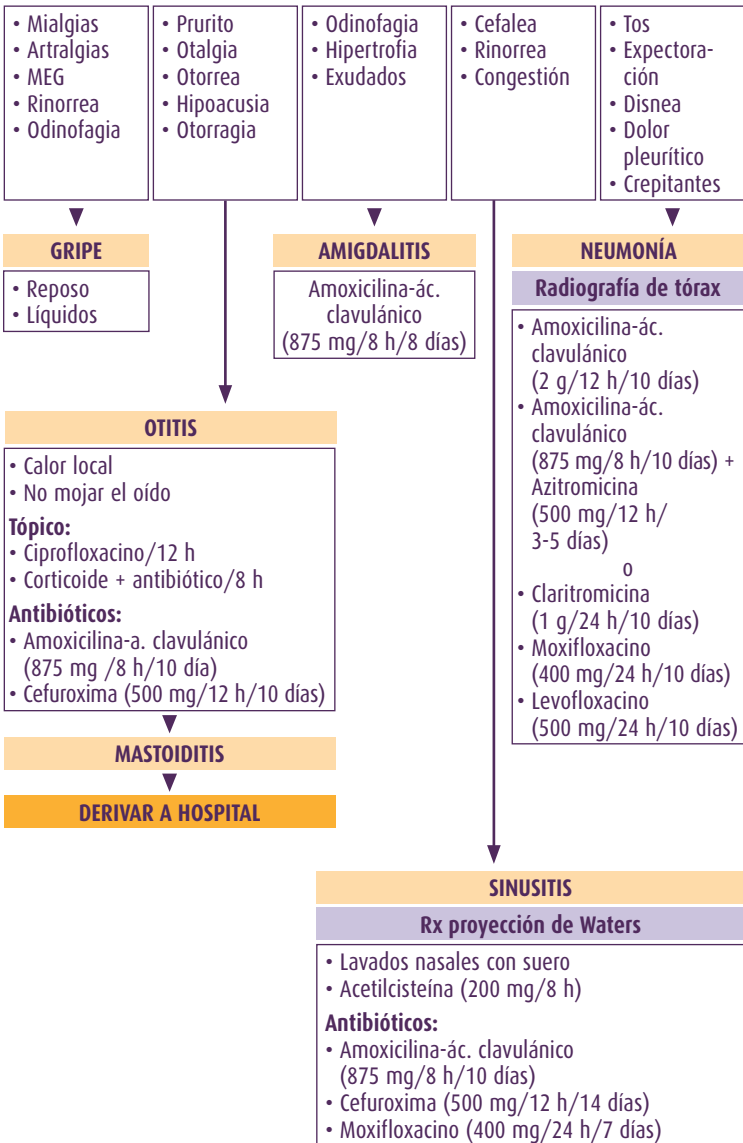 • Mialgias
• Artralgias
• MEG
• Rinorrea
• Odinofagia
• Prurito
• Otalgia
• Otorrea
• Hipoacusia
• Otorragia
• Odinofagia
• Hipertrofia
• Exudados
• Cefalea
• Rinorrea
• Congestión
• Tos
• Expectora-
ción
• Disnea
• Dolor
pleurítico
• Crepitantes
GRIPE
• Reposo
• Líquidos
AMIGDALITIS
Amoxicilina-ác.
clavulánico
(875 mg/8 h/8 días)
NEUMONÍA
Radiografía de tórax
• Amoxicilina-ác.
clavulánico
(2 g/12 h/10 días)
• Amoxicilina-ác.
clavulánico
(875 mg/8 h/10 días) +
Azitromicina
(500 mg/12 h/
3-5 días)
o
• Claritromicina
(1 g/24 h/10 días)
• Moxifloxacino
(400 mg/24 h/10 días)
• Levofloxacino
(500 mg/24 h/10 días)
OTITIS
• Calor local
• No mojar el oído
Tópico:
• Ciprofloxacino/12 h
• Corticoide + antibiótico/8 h
Antibióticos:
• Amoxicilina-a. clavulánico
(875 mg /8 h/10 día)
• Cefuroxima (500 mg/12 h/10 días)
MASTOIDITIS
DERIVAR A HOSPITAL
SINUSITIS
Rx proyección de Waters
• Lavados nasales con suero
• Acetilcisteína (200 mg/8 h)
Antibióticos:
• Amoxicilina-ác. clavulánico
(875 mg/8 h/10 días)
• Cefuroxima (500 mg/12 h/14 días)
• Moxifloxacino (400 mg/24 h/7 días)